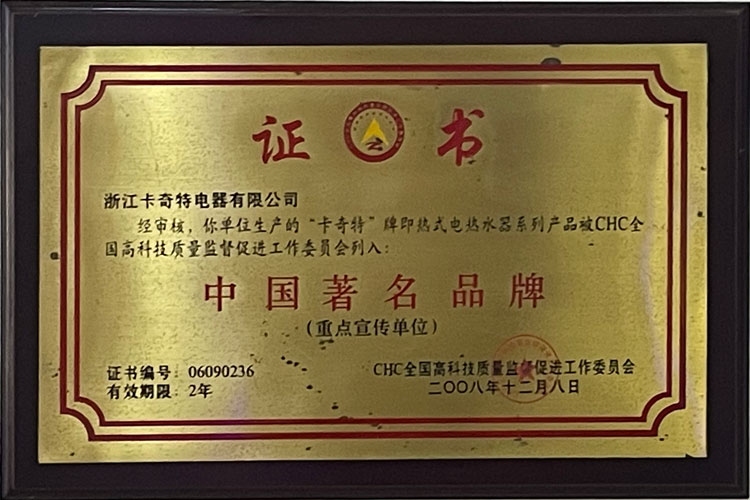 证书
浙江卡奇特电器有限公司
经审核，你单位生产的“卡奇特”牌即热式电热水器系列产品被CHC全
国高科技质量监督促进工作委员会列入：
中国著名品牌
（重点宣传单位）
证书编号：06090236
有效期限：2年
CHC全国高科技质量监督促进工作委员会
二〇〇八年十二月八日